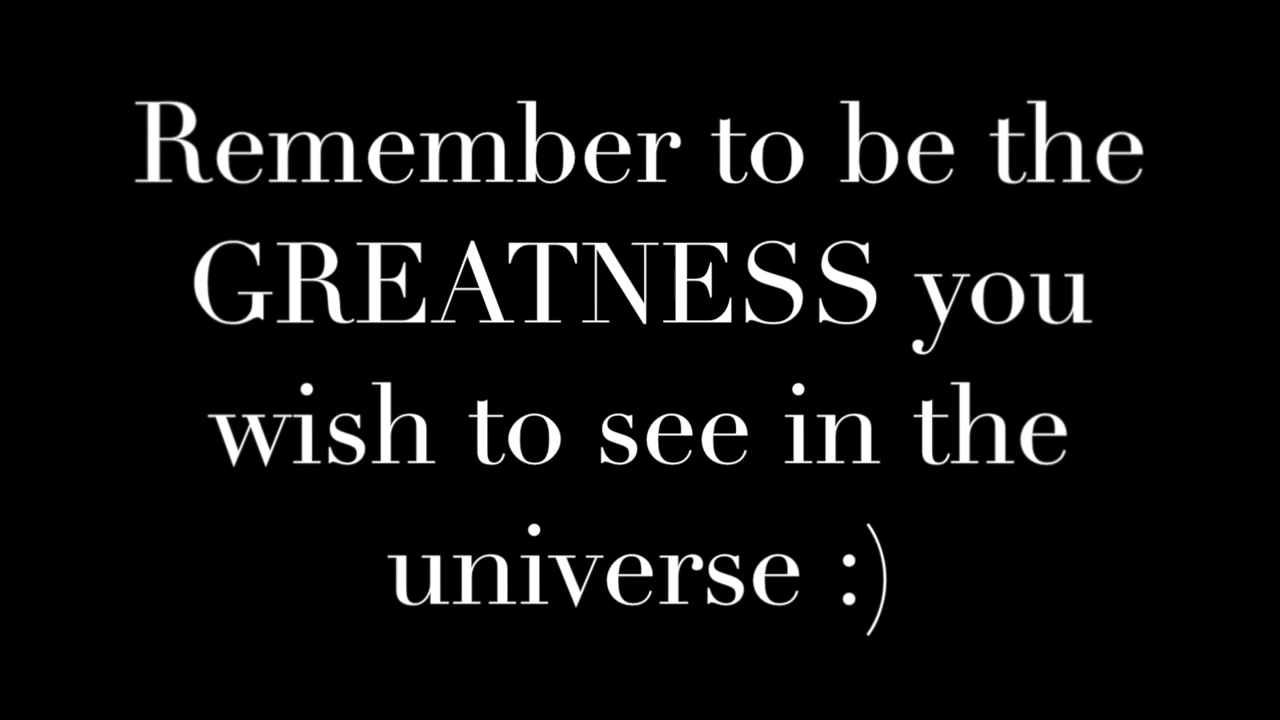 Remember to be the
GREATNESS you
wish to see in the
universe :)